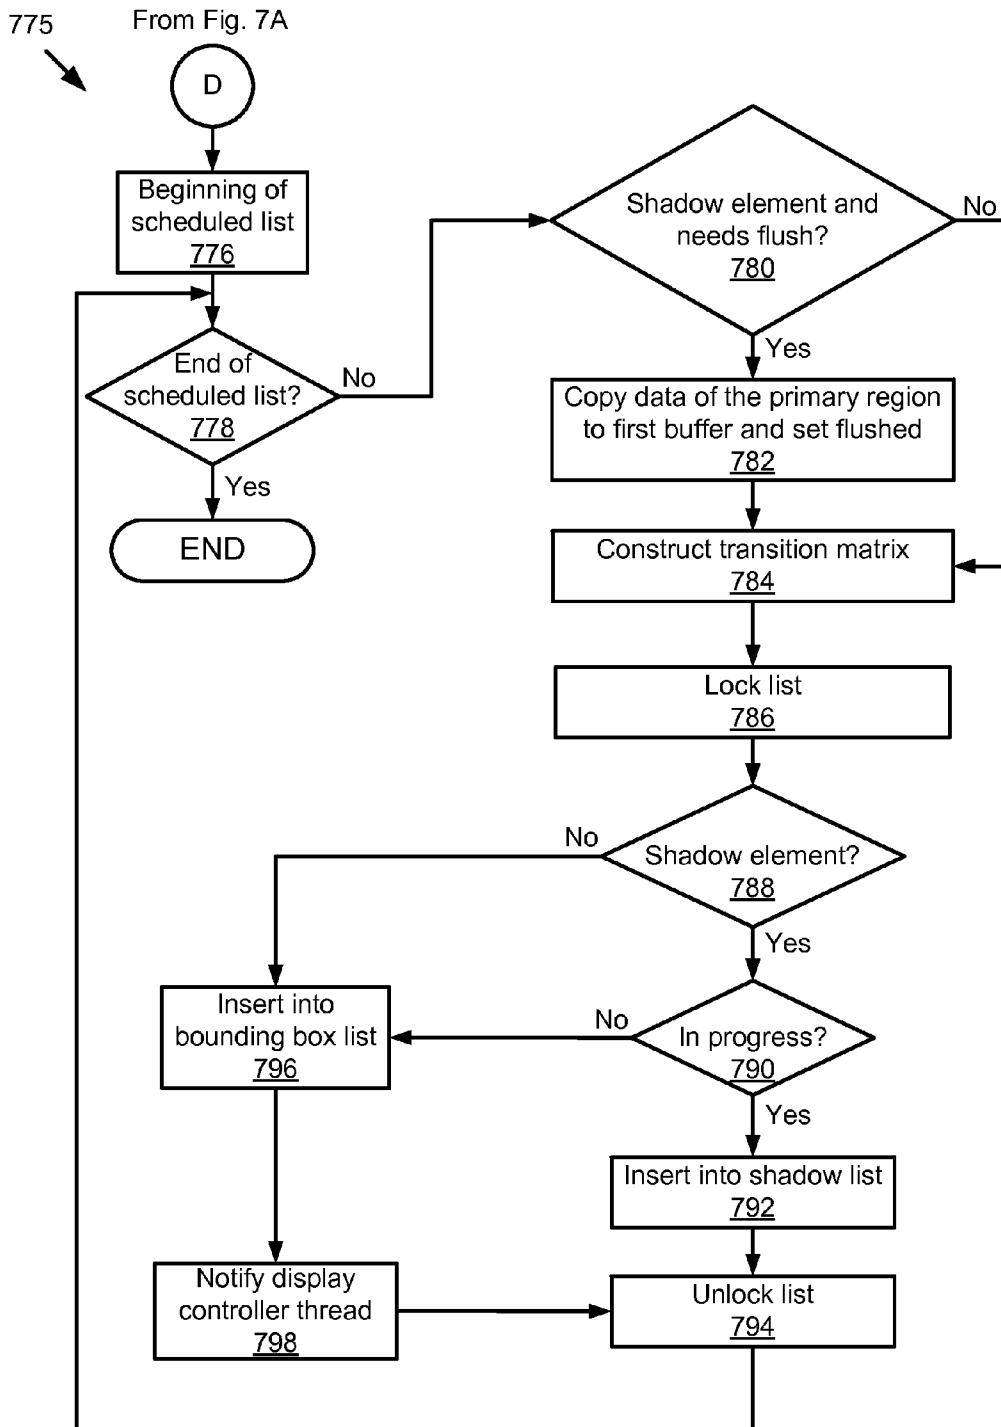 775
From Fig. 7A
D
Beginning of
scheduled list
776
End of
scheduled list?
778
No
Yes
END
Shadow element and
needs flush?
780
No
Yes
Copy data of the primary region
to first buffer and set flushed
782
Construct transition matrix
784
Lock list
786
Shadow element?
788
No
Yes
In progress?
790
No
Yes
Insert into
bounding box list
796
Insert into shadow list
792
Notify display
controller thread
798
Unlock list
794